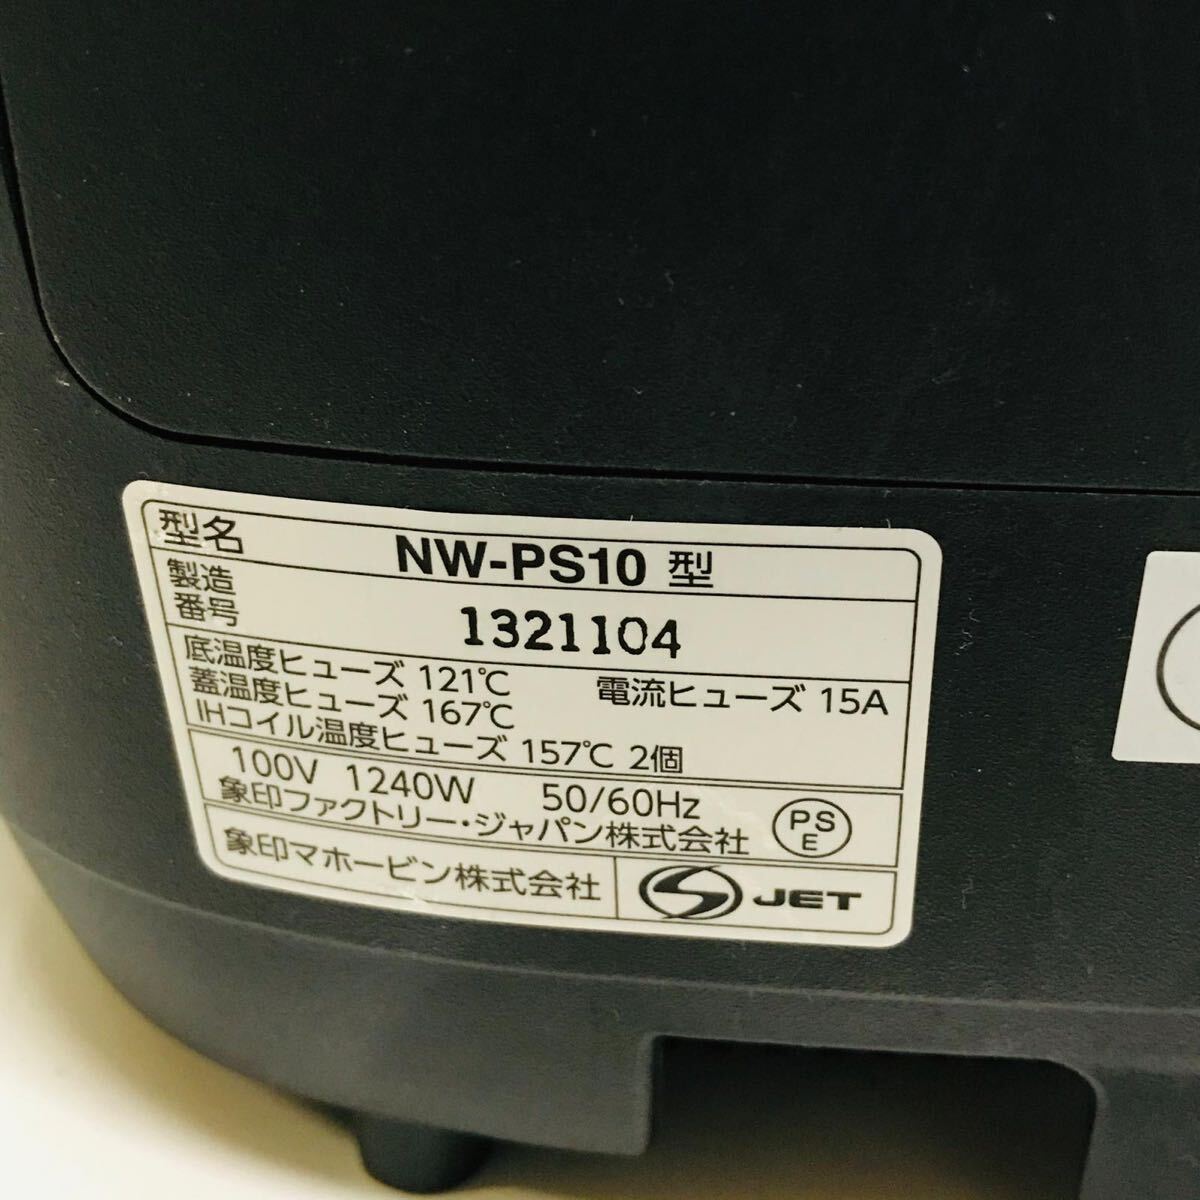 型名 NW-PS10 型
製造番号 1321104
底温度ヒューズ 121℃ 電流ヒューズ 15A
蓋温度ヒューズ 167℃
IHコイル温度ヒューズ 157℃ 2個
100V 1240W 50/60Hz
象印ファクトリー・ジャパン株式会社 PSE
象印マホービン株式会社 JET